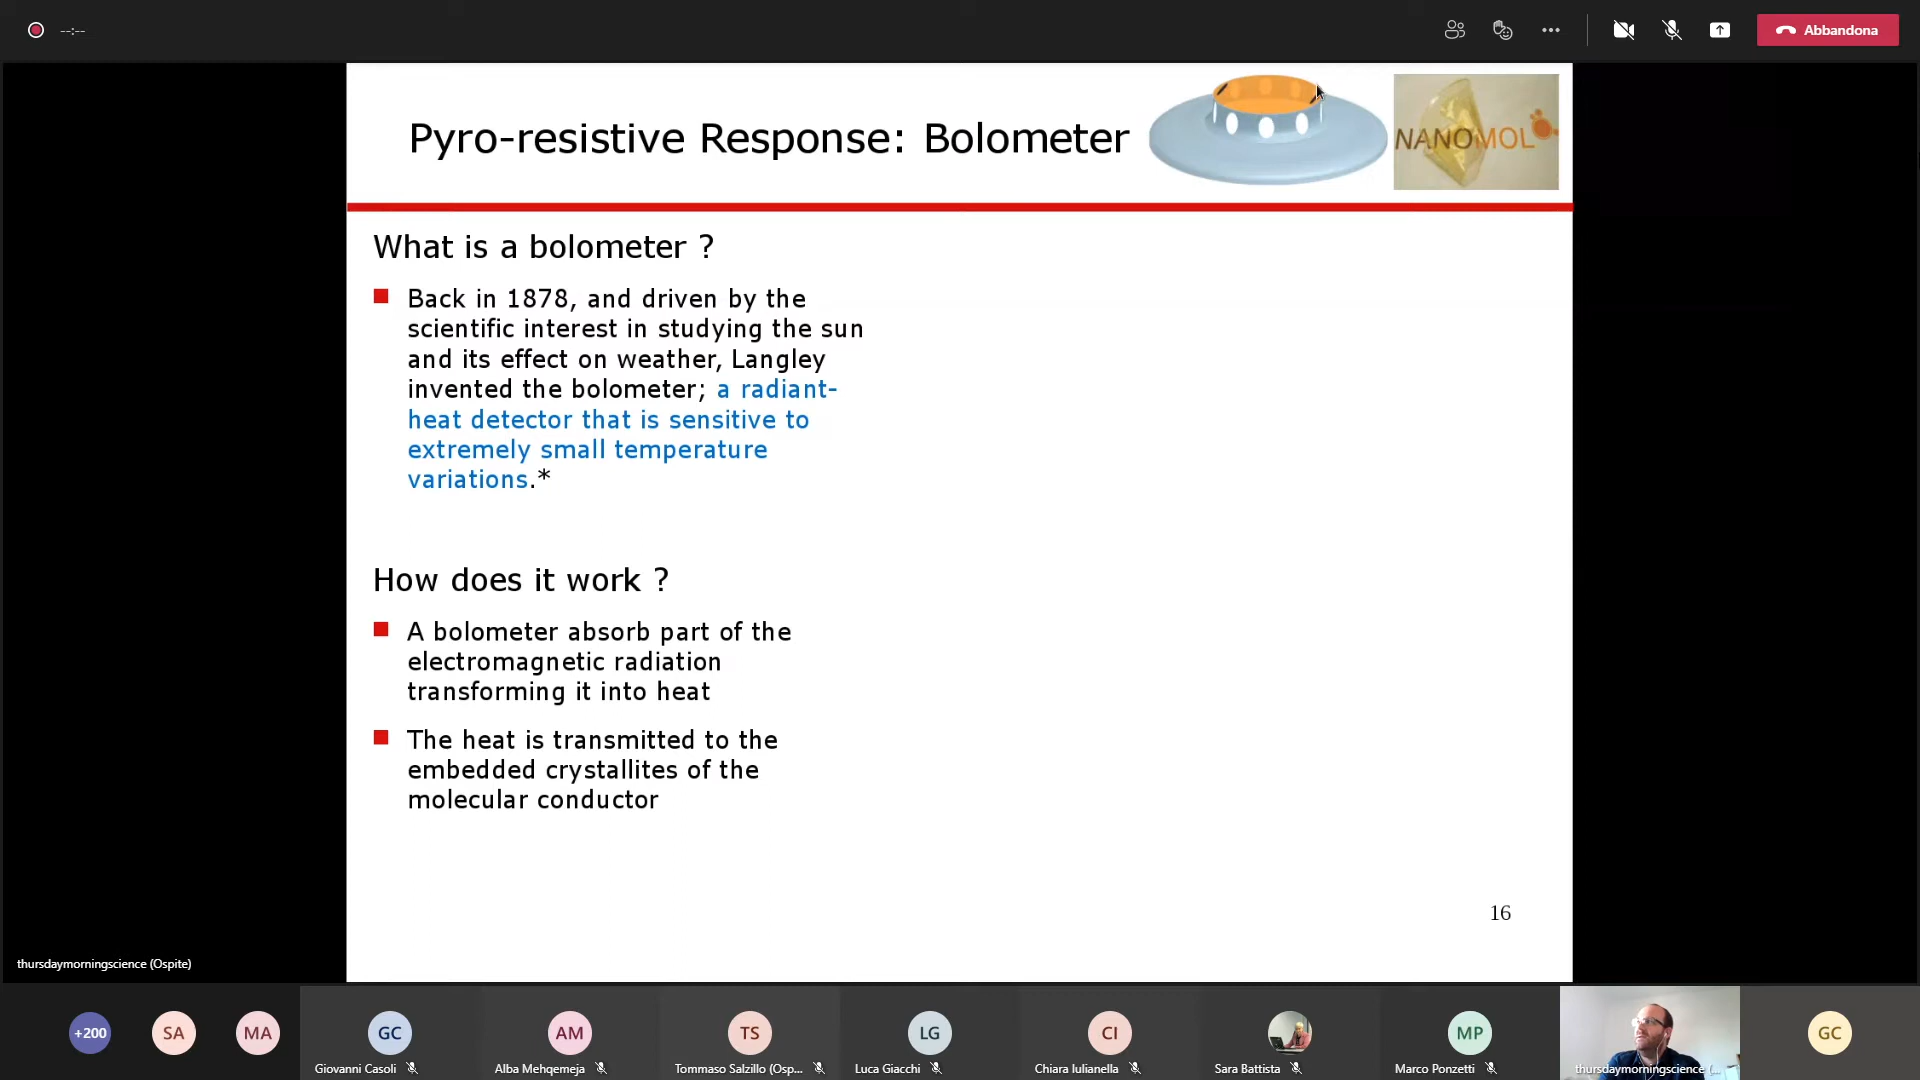 --:--
Abbandona
Pyro-resistive Response: Bolometer
NANOMOL
What is a bolometer ?
Back in 1878, and driven by the
scientific interest in studying the sun
and its effect on weather, Langley
invented the bolometer; a radiant-
heat detector that is sensitive to
extremely small temperature
variations.*
How does it work ?
A bolometer absorb part of the
electromagnetic radiation
transforming it into heat
The heat is transmitted to the
embedded crystallites of the
molecular conductor
16
thursdaymorningscience (Ospite)
+200
SA
MA
GC
AM
TS
LG
CI
MP
GC
Giovanni Casoli
Alba Mehqemeja
Tommaso Salzillo (Osp...
Luca Giacchi
Chiara Iulianella
Sara Battista
Marco Ponzetti
thursdaymorningscience (...